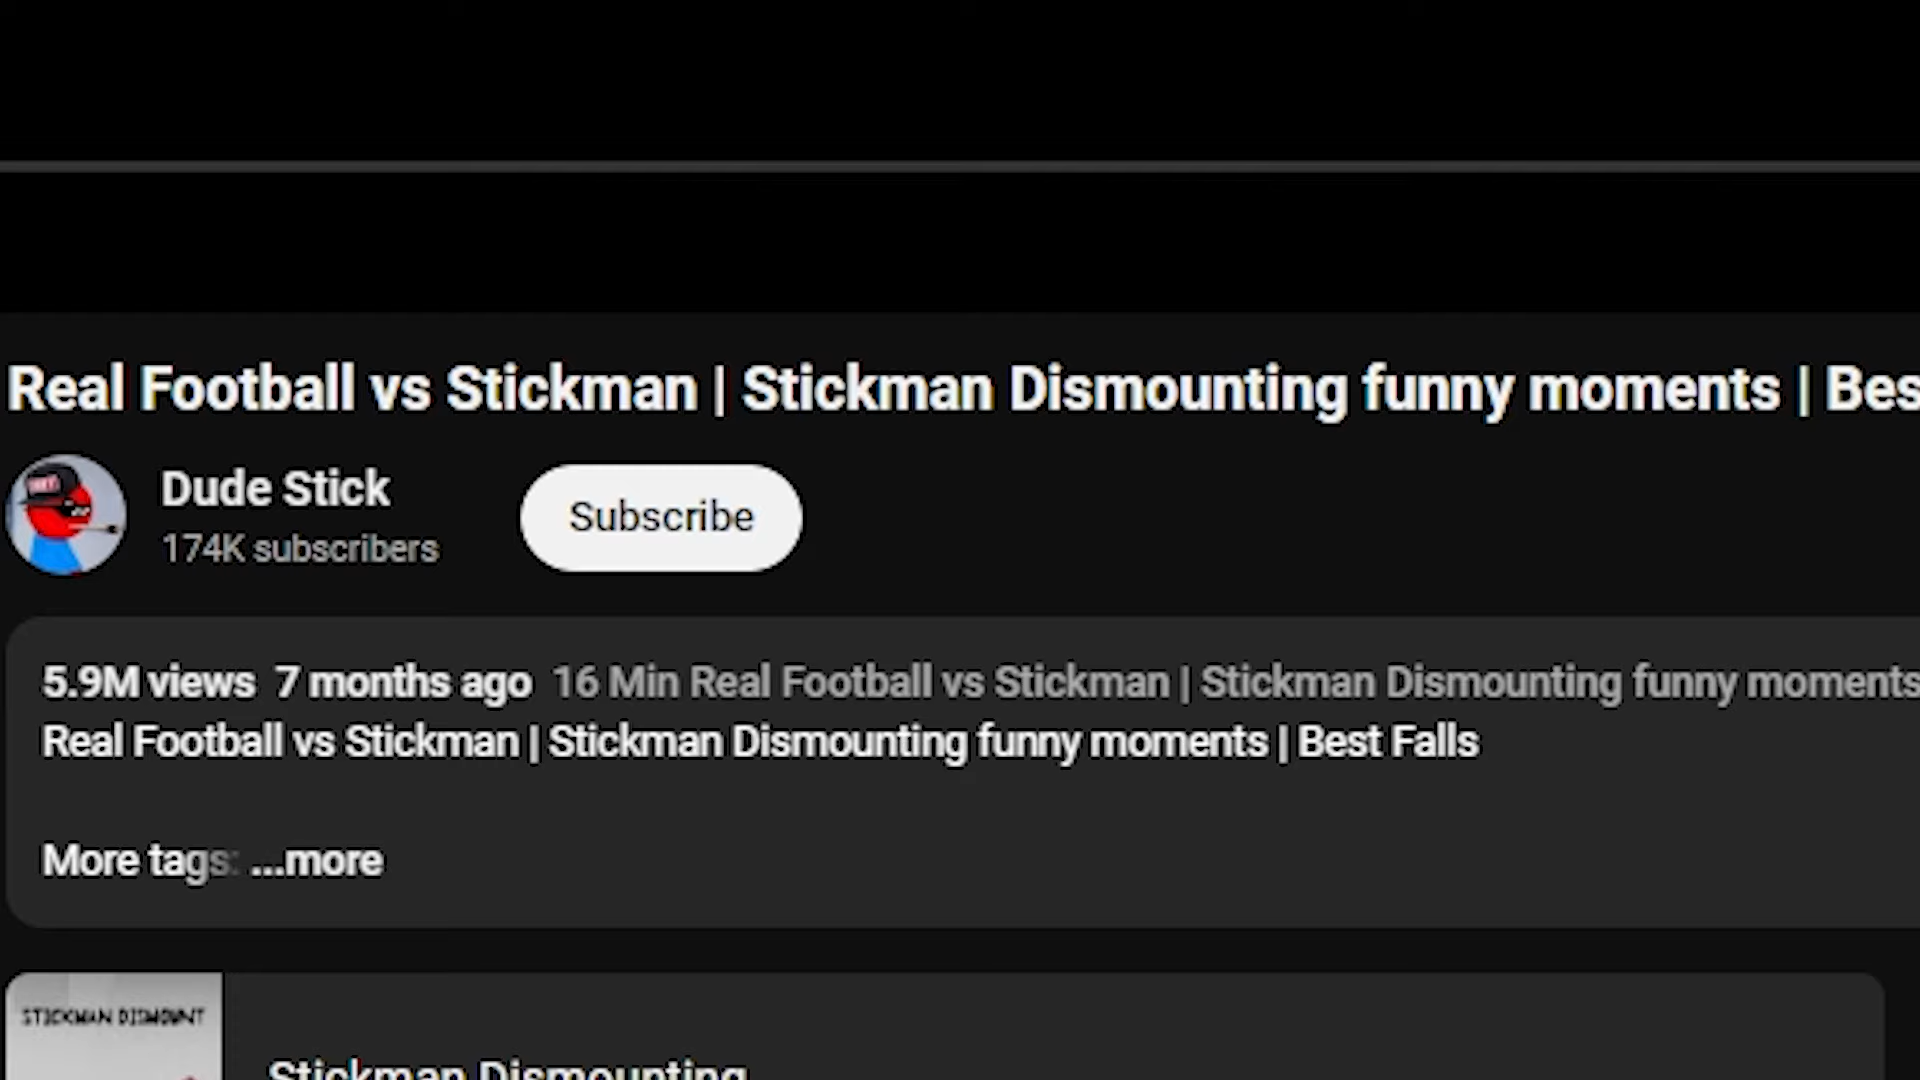 Real Football vs Stickman | Stickman Dismounting funny moments | Bes
Dude Stick
174K subscribers
Subscribe
5.9M views 7 months ago 16 Min Real Football vs Stickman | Stickman Dismounting funny moments
Real Football vs Stickman | Stickman Dismounting funny moments | Best Falls
More tags: ...more
STICKMAN DISMOUNT
Stickman Dismounting